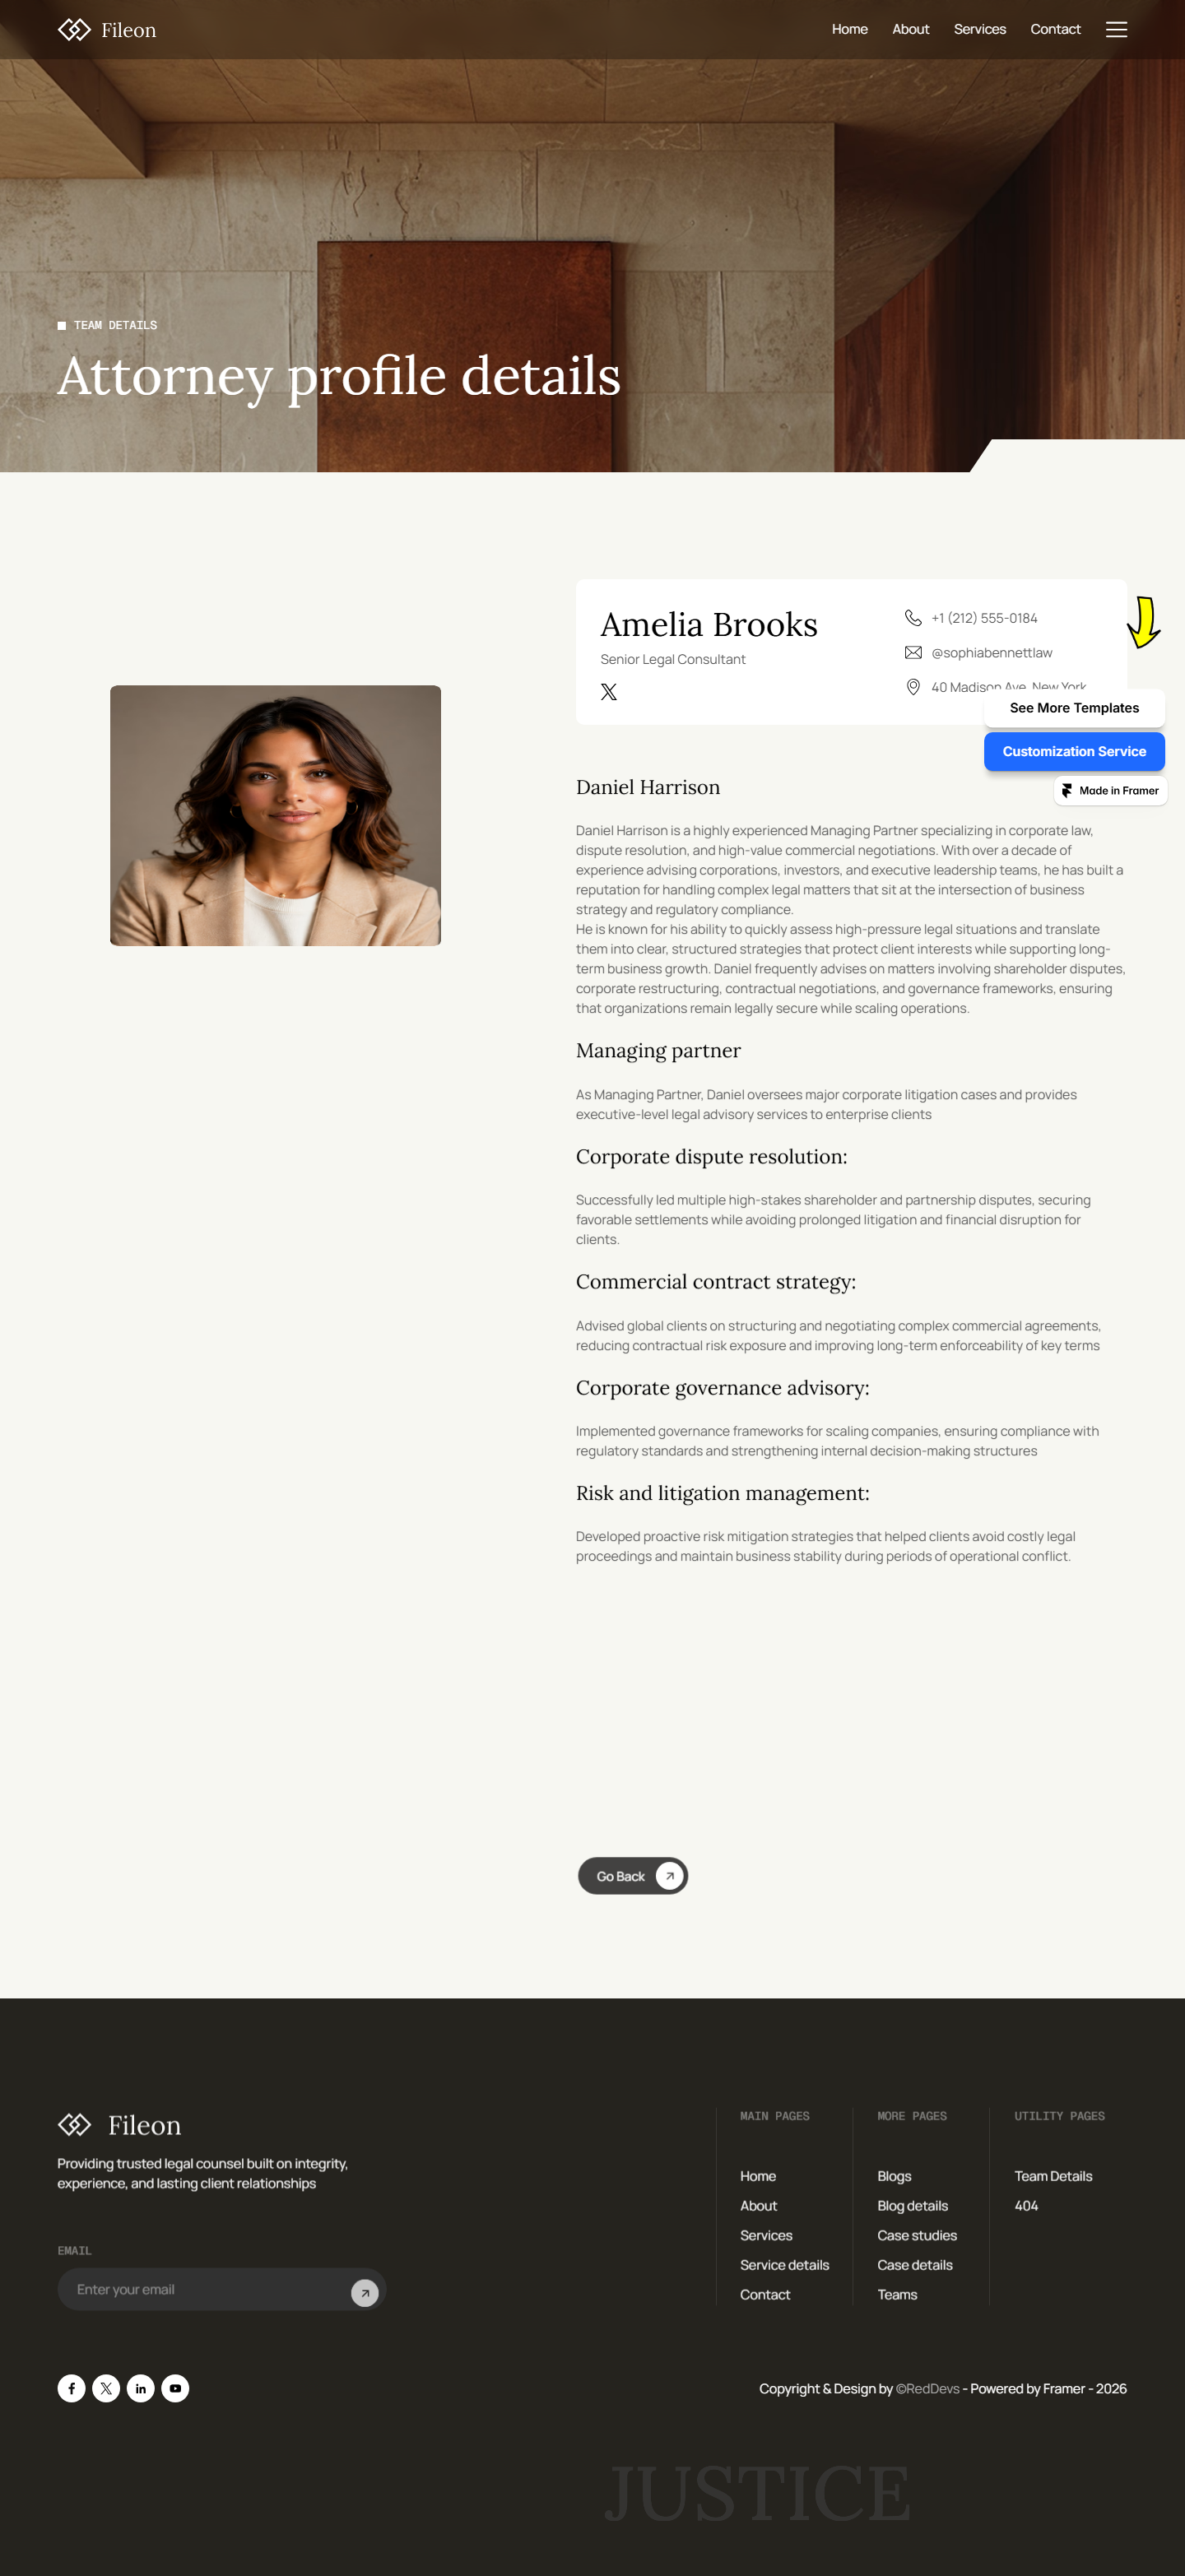 Fileon
Home
About
Services
Contact
TEAM DETAILS
Attorney profile details
Amelia Brooks
Senior Legal Consultant
+1 (212) 555-0184
@sophiabennettlaw
40 Madison Ave, New York
See More Templates
Customization Service
Made in Framer
Daniel Harrison
Daniel Harrison is a highly experienced Managing Partner specializing in corporate law,
dispute resolution, and high-value commercial negotiations. With over a decade of
experience advising corporations, investors, and executive leadership teams, he has built a
reputation for handling complex legal matters that sit at the intersection of business
strategy and regulatory compliance.
He is known for his ability to quickly assess high-pressure legal situations and translate
them into clear, structured strategies that protect client interests while supporting long-
term business growth. Daniel frequently advises on matters involving shareholder disputes,
corporate restructuring, contractual negotiations, and governance frameworks, ensuring
that organizations remain legally secure while scaling operations.
Managing partner
As Managing Partner, Daniel oversees major corporate litigation cases and provides
executive-level legal advisory services to enterprise clients
Corporate dispute resolution:
Successfully led multiple high-stakes shareholder and partnership disputes, securing
favorable settlements while avoiding prolonged litigation and financial disruption for
clients.
Commercial contract strategy:
Advised global clients on structuring and negotiating complex commercial agreements,
reducing contractual risk exposure and improving long-term enforceability of key terms
Corporate governance advisory:
Implemented governance frameworks for scaling companies, ensuring compliance with
regulatory standards and strengthening internal decision-making structures
Risk and litigation management:
Developed proactive risk mitigation strategies that helped clients avoid costly legal
proceedings and maintain business stability during periods of operational conflict.
Go Back
Fileon
Providing trusted legal counsel built on integrity,
experience, and lasting client relationships
EMAIL
Enter your email
MAIN PAGES
Home
About
Services
Service details
Contact
MORE PAGES
Blogs
Blog details
Case studies
Case details
Teams
UTILITY PAGES
Team Details
404
Copyright & Design by ©RedDevs - Powered by Framer - 2026
JUSTICE